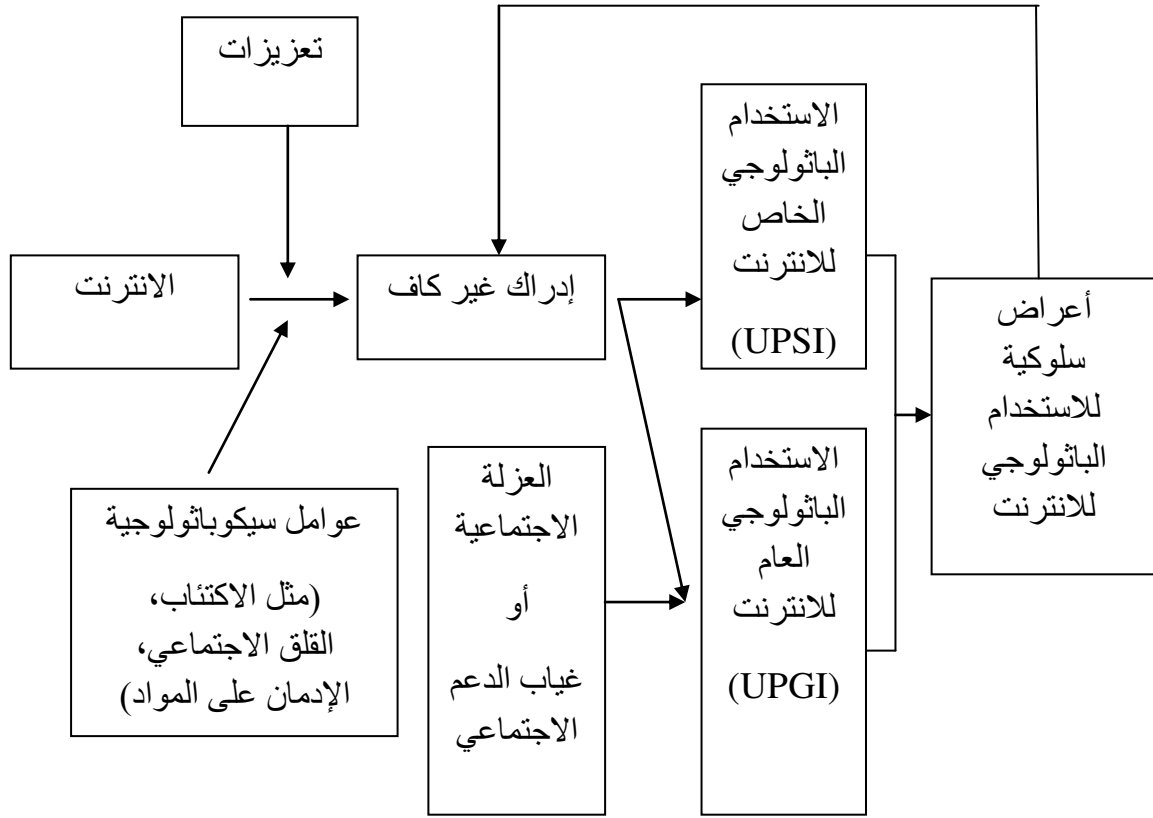 تعزيزات
الاستخدام
الباثولوجي
الخاص
للانترنت
(UPSI)
الانترنت
إدراك غير كاف
أعراض
سلوكية
للاستخدام
الباثولوجي
للانترنت
عوامل سيكوباثولوجية
(مثل الاكتئاب،
القلق الاجتماعي،
الإدمان على المواد)
العزلة
الاجتماعية
أو
غياب الدعم
الاجتماعي
الاستخدام
الباثولوجي
العام
للانترنت
(UPGI)